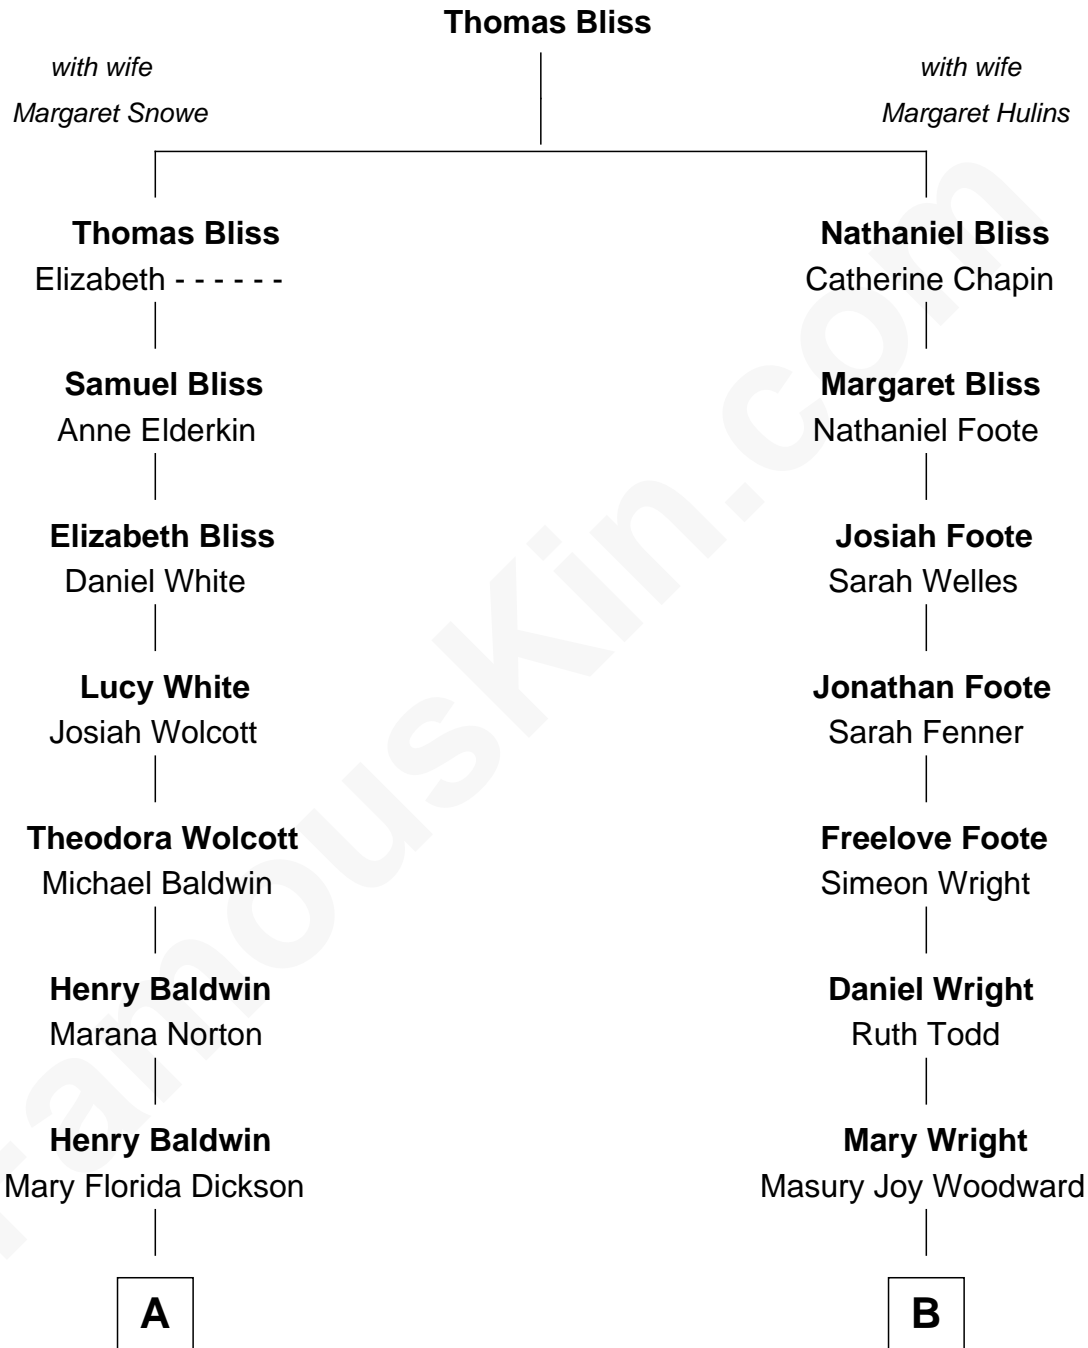 Thomas Bliss
with wife
Margaret Snowe
with wife
Margaret Hulins
Thomas Bliss
Elizabeth - - - - - -
Samuel Bliss
Anne Elderkin
Elizabeth Bliss
Daniel White
Lucy White
Josiah Wolcott
Theodora Wolcott
Michael Baldwin
Henry Baldwin
Marana Norton
Henry Baldwin
Mary Florida Dickson
A
Nathaniel Bliss
Catherine Chapin
Margaret Bliss
Nathaniel Foote
Josiah Foote
Sarah Welles
Jonathan Foote
Sarah Fenner
Freelove Foote
Simeon Wright
Daniel Wright
Ruth Todd
Mary Wright
Masury Joy Woodward
B
FamousKin.com